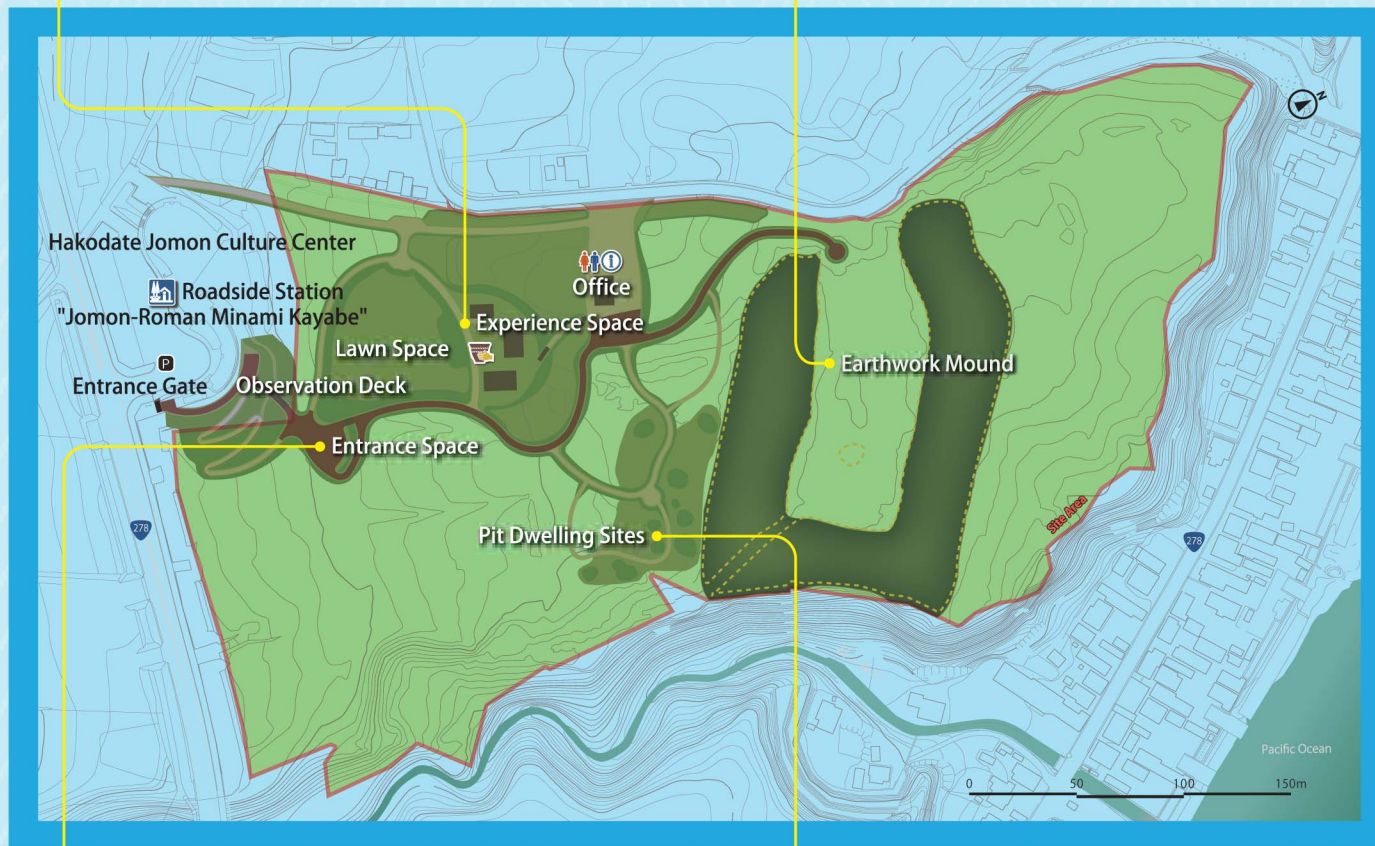 N
Hakodate Jomon Culture Center
Roadside Station
"Jomon-Roman Minami Kayabe"
Office
Experience Space
Lawn Space
P
Entrance Gate
Observation Deck
Earthwork Mound
Entrance Space
Pit Dwelling Sites
Site Area
278
278
Pacific Ocean
0 50 100 150m